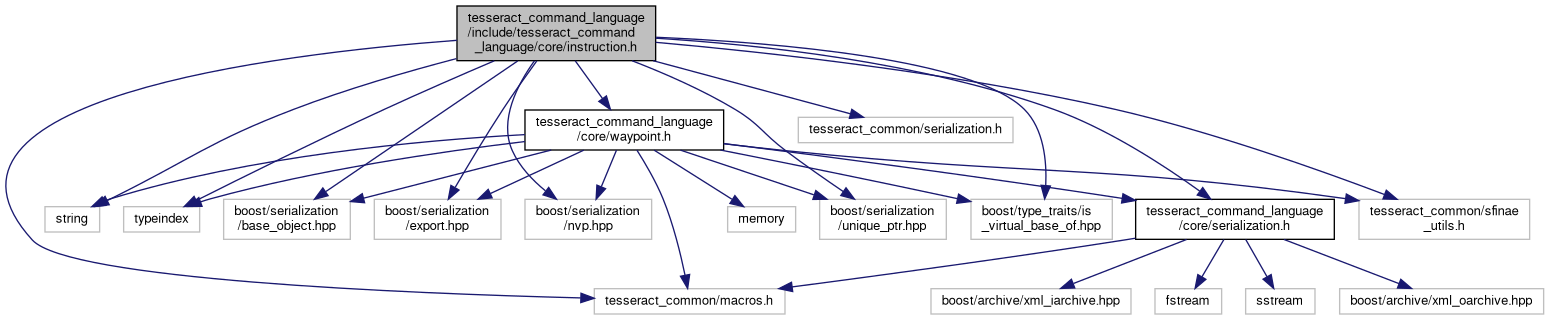 tesseract_command_language
/include/tesseract_command
_language/core/instruction.h
tesseract_command_language
/core/waypoint.h
tesseract_common/serialization.h
string
typeindex
boost/serialization
/base_object.hpp
boost/serialization
/export.hpp
boost/serialization
/nvp.hpp
memory
boost/serialization
/unique_ptr.hpp
boost/type_traits/is
_virtual_base_of.hpp
tesseract_command_language
/core/serialization.h
tesseract_common/sfinae
_utils.h
tesseract_common/macros.h
boost/archive/xml_iarchive.hpp
fstream
sstream
boost/archive/xml_oarchive.hpp